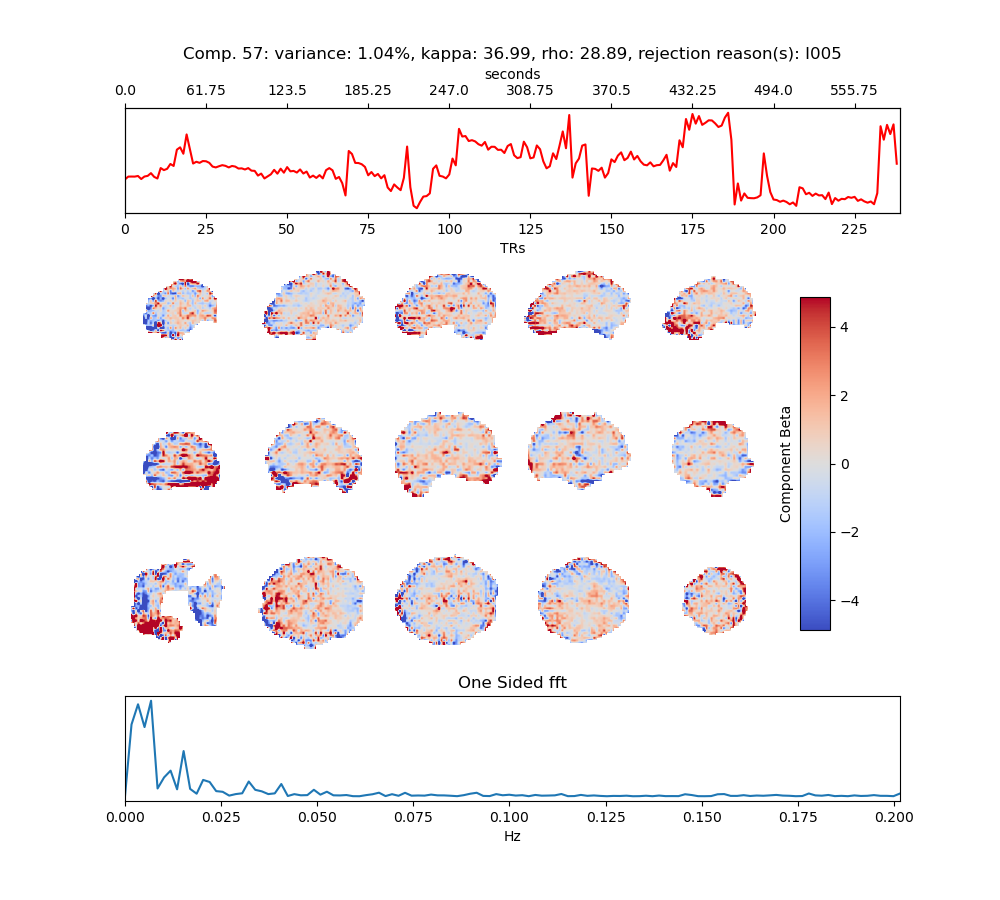 Comp. 57: variance: 1.04%, kappa: 36.99, rho: 28.89, rejection reason(s): I005
seconds
0.0 61.75 123.5 185.25 247.0 308.75 370.5 432.25 494.0 555.75
0 25 50 75 100 125 150 175 200 225
TRs
4
2
0
−2
−4
Component Beta
One Sided fft
0.000 0.025 0.050 0.075 0.100 0.125 0.150 0.175 0.200
Hz